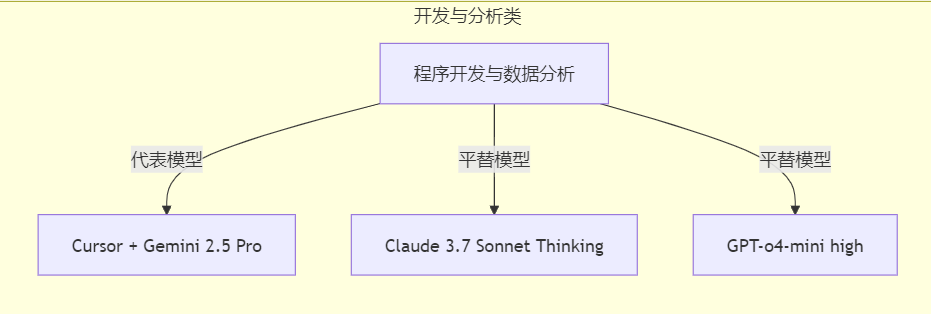 开发与分析类
程序开发与数据分析
代表模型
平替模型
平替模型
Cursor + Gemini 2.5 Pro
Claude 3.7 Sonnet Thinking
GPT-o4-mini high